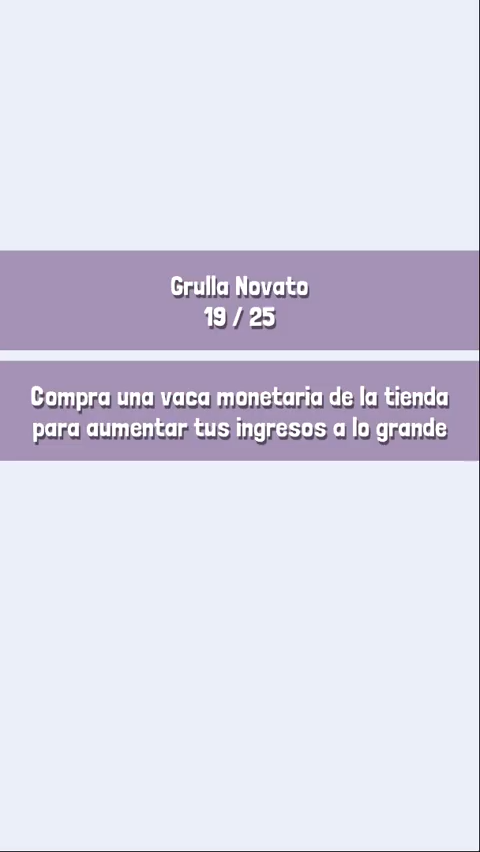 Grulla Novato
19 / 25
Compra una vaca monetaria de la tienda
para aumentar tus ingresos a lo grande